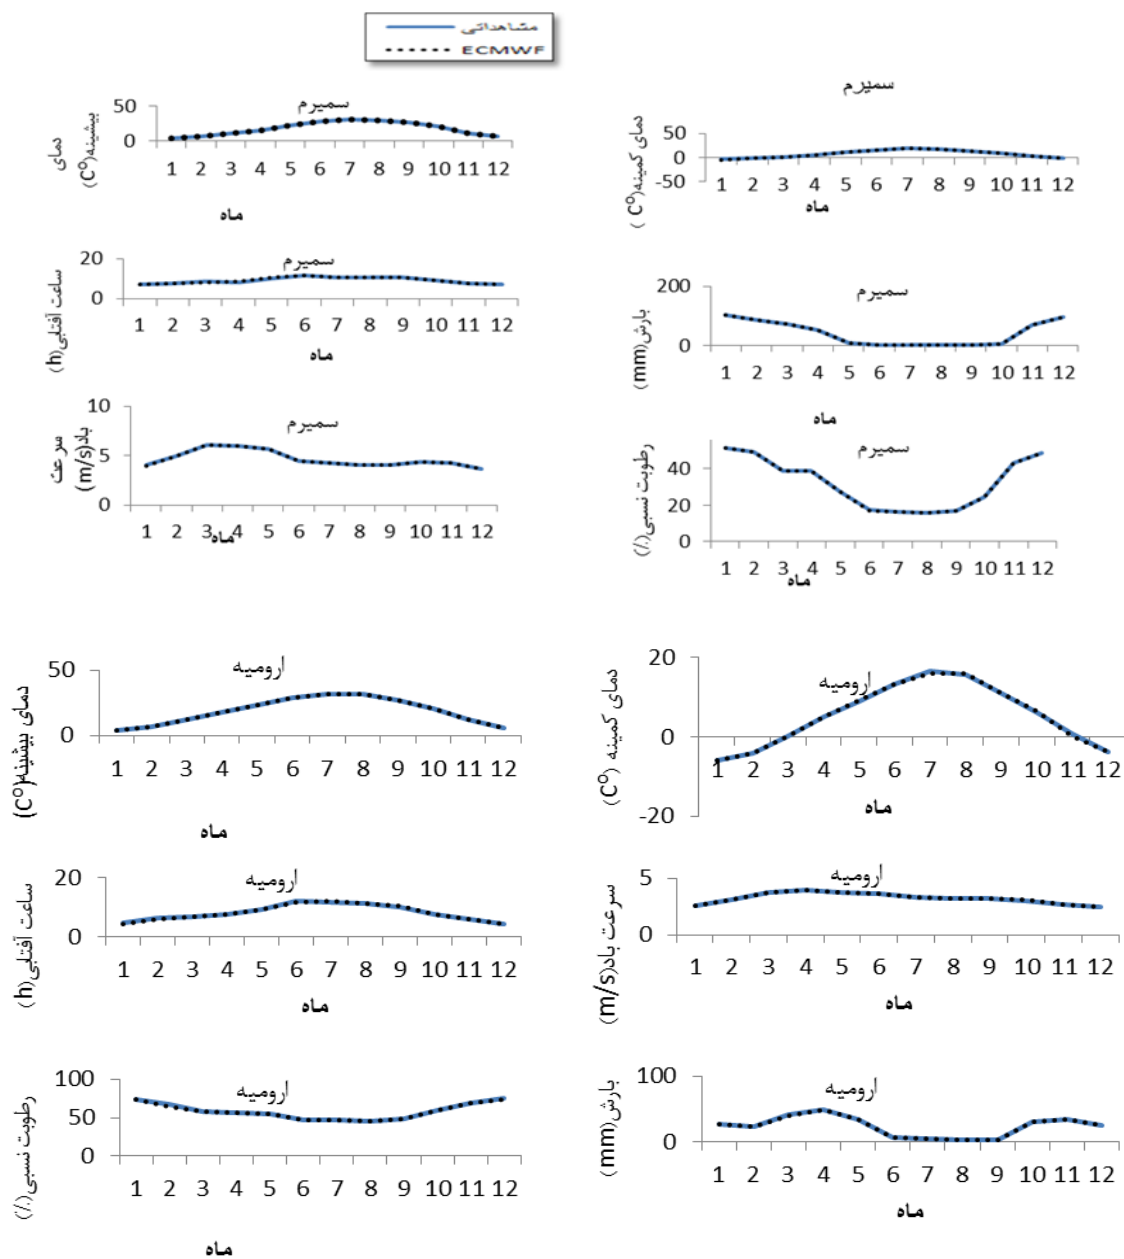 مشاهداتی
ECMWF
سمیرم
دمای بیشینه(C⁰)
50
0
1 2 3 4 5 6 7 8 9 10 11 12
ماه
سمیرم
دمای کمینه(C⁰ )
50
0
-50
1 2 3 4 5 6 7 8 9 10 11 12
ماه
سمیرم
ساعت آفتابی(h)
20
0
1 2 3 4 5 6 7 8 9 10 11 12
ماه
سمیرم
بارش(mm)
200
0
1 2 3 4 5 6 7 8 9 10 11 12
ماه
سمیرم
سرعت باد(m/s)
10
5
0
1 2 3 4 5 6 7 8 9 10 11 12
ماه
سمیرم
رطوبت نسبی(٪)
40
20
0
1 2 3 4 5 6 7 8 9 10 11 12
ماه
ارومیه
دمای بیشینه(C⁰)
50
0
1 2 3 4 5 6 7 8 9 10 11 12
ماه
ارومیه
دمای کمینه (C⁰)
20
0
-20
1 2 3 4 5 6 7 8 9 10 11 12
ماه
ارومیه
ساعت آفتابی(h)
20
0
1 2 3 4 5 6 7 8 9 10 11 12
ماه
ارومیه
سرعت باد(m/s)
5
0
1 2 3 4 5 6 7 8 9 10 11 12
ماه
ارومیه
رطوبت نسبی(٪)
100
50
0
1 2 3 4 5 6 7 8 9 10 11 12
ماه
ارومیه
بارش(mm)
100
0
1 2 3 4 5 6 7 8 9 10 11 12
ماه